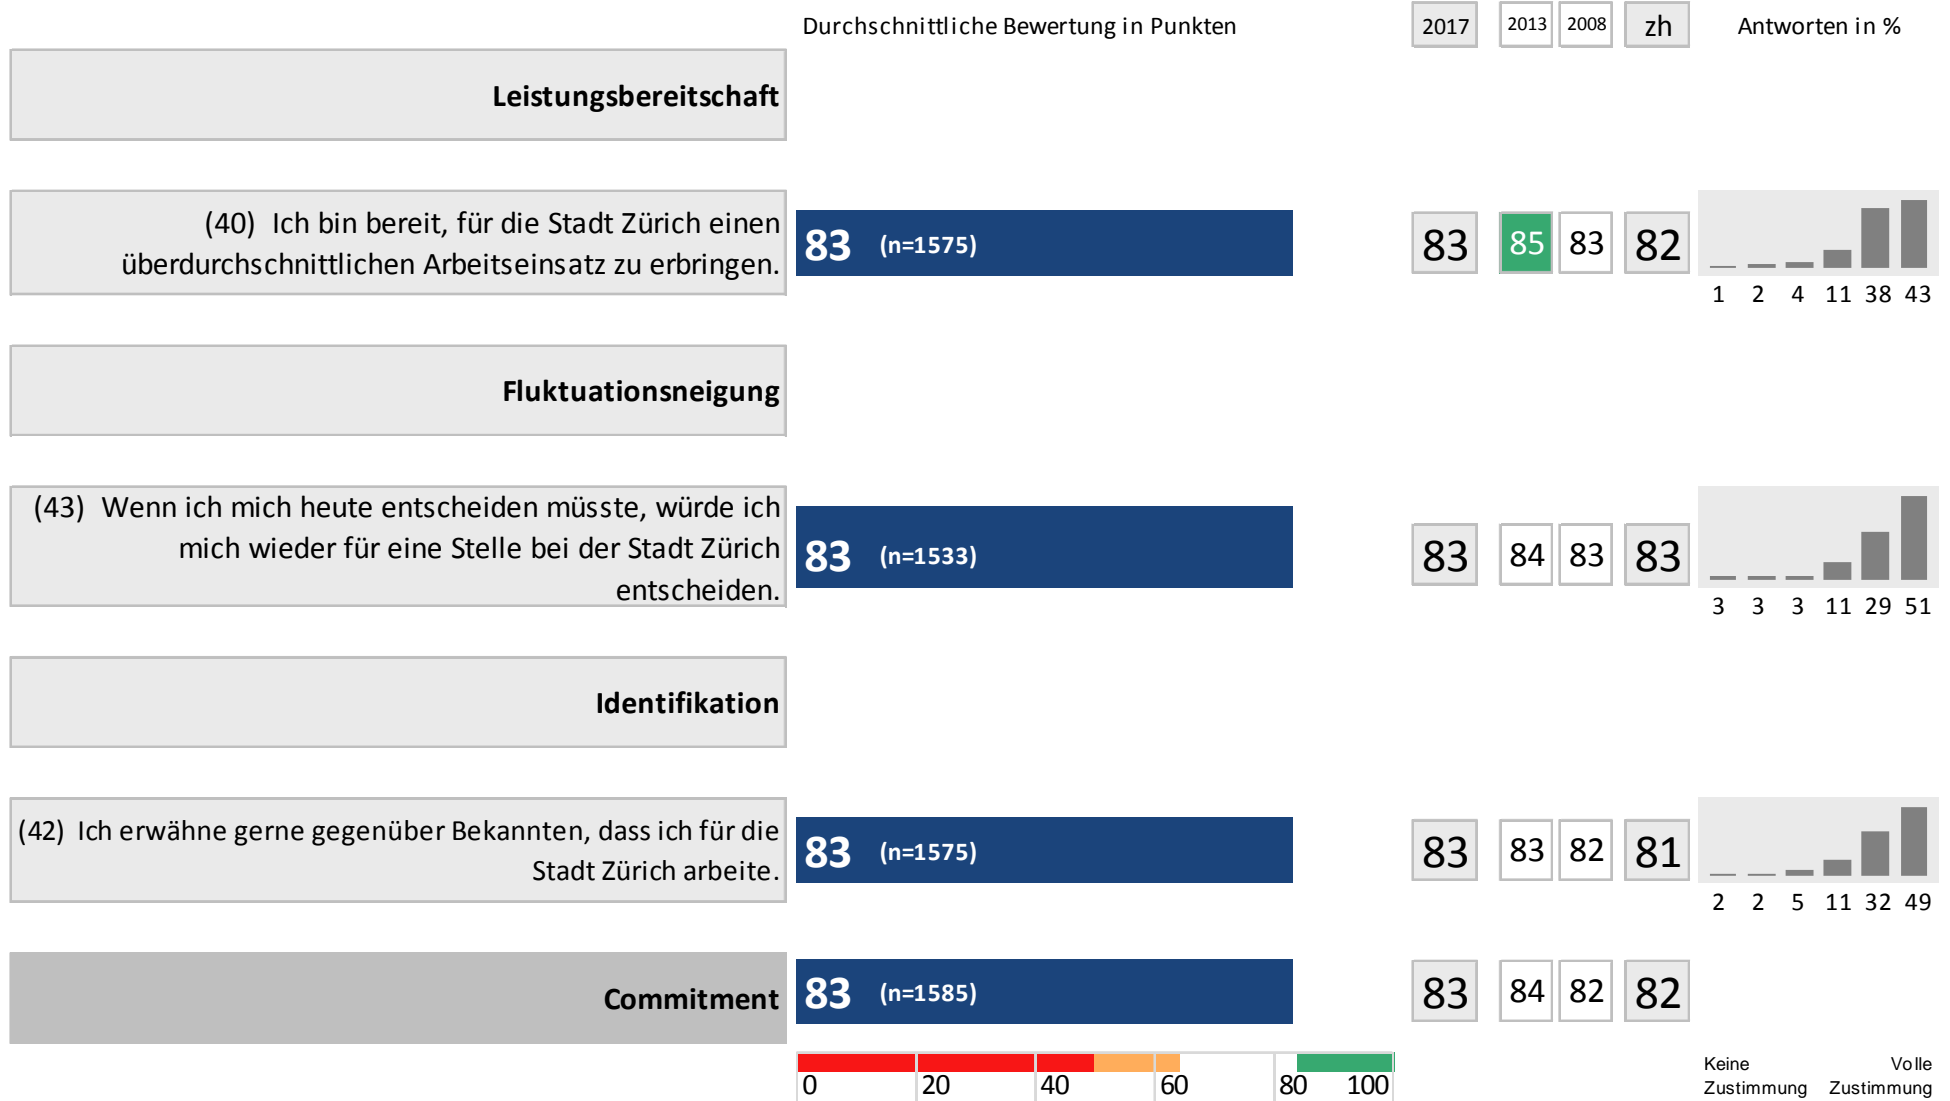 Durchschnittliche Bewertung in Punkten
2017 2013 2008 zh
Antworten in %
Leistungsbereitschaft
(40) Ich bin bereit, für die Stadt Zürich einen
überdurchschnittlichen Arbeitseinsatz zu erbringen.
83 (n=1575)
83 85 83 82
1 2 4 11 38 43
Fluktuationsneigung
(43) Wenn ich mich heute entscheiden müsste, würde ich
mich wieder für eine Stelle bei der Stadt Zürich
entscheiden.
83 (n=1533)
83 84 83 83
3 3 3 11 29 51
Identifikation
(42) Ich erwähne gerne gegenüber Bekannten, dass ich für die
Stadt Zürich arbeite.
83 (n=1575)
83 83 82 81
2 2 5 11 32 49
Commitment
83 (n=1585)
83 84 82 82
0 20 40 60 80 100
Keine
Zustimmung
Volle
Zustimmung